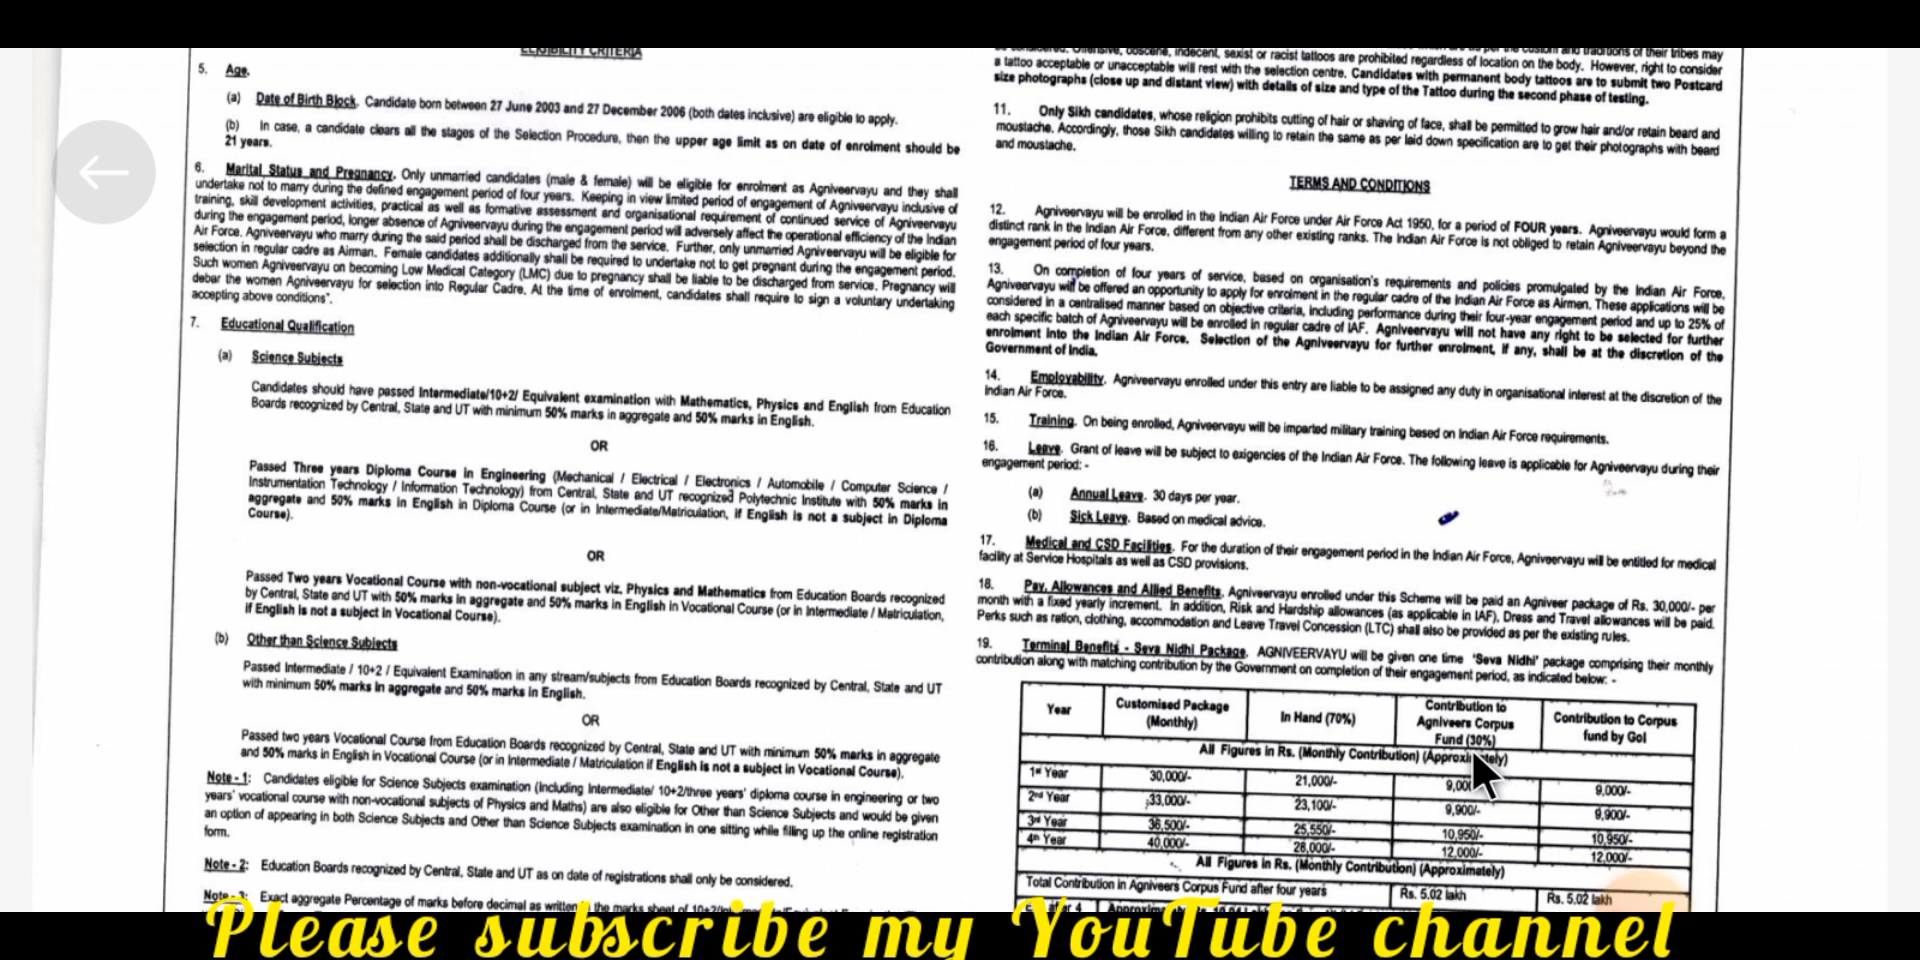 ELIGIBILITY CRITERIA
5. Age.
(a) Date of Birth Block. Candidate born between 27 June 2003 and 27 December 2006 (both dates inclusive) are eligible to apply.
(b) In case, a candidate clears all the stages of the Selection Procedure, then the upper age limit as on date of enrolment should be
21 years.
6. Marital Status and Pregnancy. Only unmarried candidates (male & female) will be eligible for enrolment as Agniveervayu and they shall
undertake not to marry during the defined engagement period of four years. Keeping in view limited period of engagement of Agniveervayu inclusive of
training, skill development activities, practical as well as formative assessment and organisational requirement of continued service of Agniveervayu
during the engagement period, longer absence of Agniveervayu during the engagement period will adversely affect the operational efficiency of the Indian
Air Force. Agniveervayu who marry during the said period shall be discharged from the service. Further, only unmarried Agniveervayu will be eligible for
selection in regular cadre as Airman. Female candidates additionally shall be required to undertake not to get pregnant during the engagement period.
Such women Agniveervayu on becoming Low Medical Category (LMC) due to pregnancy shall be liable to be discharged from service. Pregnancy will
debar the women Agniveervayu for selection into Regular Cadre. At the time of enrolment, candidates shall require to sign a voluntary undertaking
accepting above conditions".
7. Educational Qualification
(a) Science Subjects
Candidates should have passed Intermediate/10+2/ Equivalent examination with Mathematics, Physics and English from Education
Boards recognized by Central, State and UT with minimum 50% marks in aggregate and 50% marks in English.
OR
Passed Three years Diploma Course in Engineering (Mechanical / Electrical / Electronics / Automobile / Computer Science /
Instrumentation Technology / Information Technology) from Central, State and UT recognized Polytechnic Institute with 50% marks in
aggregate and 50% marks in English in Diploma Course (or in Intermediate/Matriculation, if English is not a subject in Diploma
Course).
OR
Passed Two years Vocational Course with non-vocational subject viz. Physics and Mathematics from Education Boards recognized
by Central, State and UT with 50% marks in aggregate and 50% marks in English in Vocational Course (or in Intermediate / Matriculation,
if English is not a subject in Vocational Course).
(b) Other than Science Subjects
Passed Intermediate / 10+2 / Equivalent Examination in any stream/subjects from Education Boards recognized by Central, State and UT
with minimum 50% marks in aggregate and 50% marks in English.
OR
Passed two years Vocational Course from Education Boards recognized by Central, State and UT with minimum 50% marks in aggregate
and 50% marks in English in Vocational Course (or in Intermediate / Matriculation if English is not a subject in Vocational Course).
Note - 1: Candidates eligible for Science Subjects examination (Including Intermediate/ 10+2/three years' diploma course in engineering or two
years' vocational course with non-vocational subjects of Physics and Maths) are also eligible for Other than Science Subjects and would be given
an option of appearing in both Science Subjects and Other than Science Subjects examination in one sitting while filling up the online registration
form.
Note - 2: Education Boards recognized by Central, State and UT as on date of registrations shall only be considered.
Note - 3: Exact aggregate Percentage of marks before decimal as written the marks sheet of
custom and traditions of their tribes may
be considered. Offensive, obscene, indecent, sexist or racist tattoos are prohibited regardless of location on the body. However, right to consider
a tattoo acceptable or unacceptable will rest with the selection centre. Candidates with permanent body tattoos are to submit two Postcard
size photographs (close up and distant view) with details of size and type of the Tattoo during the second phase of testing.
11. Only Sikh candidates, whose religion prohibits cutting of hair or shaving of face, shall be permitted to grow hair and/or retain beard and
moustache. Accordingly, those Sikh candidates willing to retain the same as per laid down specification are to get their photographs with beard
and moustache.
TERMS AND CONDITIONS
12. Agniveervayu will be enrolled in the Indian Air Force under Air Force Act 1950, for a period of FOUR years. Agniveervayu would form a
distinct rank in the Indian Air Force, different from any other existing ranks. The Indian Air Force is not obliged to retain Agniveervayu beyond the
engagement period of four years.
13. On completion of four years of service, based on organisation's requirements and policies promulgated by the Indian Air Force,
Agniveervayu will be offered an opportunity to apply for enrolment in the regular cadre of the Indian Air Force as Airmen. These applications will be
considered in a centralised manner based on objective criteria, including performance during their four-year engagement period and up to 25% of
each specific batch of Agniveervayu will be enrolled in regular cadre of IAF. Agniveervayu will not have any right to be selected for further
enrolment into the Indian Air Force. Selection of the Agniveervayu for further enrolment, if any, shall be at the discretion of the
Government of India.
14. Employability. Agniveervayu enrolled under this entry are liable to be assigned any duty in organisational interest at the discretion of the
Indian Air Force.
15. Training. On being enrolled, Agniveervayu will be imparted military training based on Indian Air Force requirements.
16. Leave. Grant of leave will be subject to exigencies of the Indian Air Force. The following leave is applicable for Agniveervayu during their
engagement period: -
(a) Annual Leave. 30 days per year.
(b) Sick Leave. Based on medical advice.
17. Medical and CSD Facilities. For the duration of their engagement period in the Indian Air Force, Agniveervayu will be entitled for medical
facility at Service Hospitals as well as CSD provisions.
18. Pay, Allowances and Allied Benefits. Agniveervayu enrolled under this Scheme will be paid an Agniveer package of Rs. 30,000/- per
month with a fixed yearly increment. In addition, Risk and Hardship allowances (as applicable in IAF), Dress and Travel allowances will be paid.
Perks such as ration, clothing, accommodation and Leave Travel Concession (LTC) shall also be provided as per the existing rules.
19. Terminal Benefits - Seva Nidhi Package. AGNIVEERVAYU will be given one time 'Seva Nidhi' package comprising their monthly
contribution along with matching contribution by the Government on completion of their engagement period, as indicated below: -
Year Customised Package (Monthly) In Hand (70%) Contribution to Agniveers Corpus Fund (30%) Contribution to Corpus fund by GoI
All Figures in Rs. (Monthly Contribution) (Approximately)
1st Year 30,000/- 21,000/- 9,000 9,000/-
2nd Year 33,000/- 23,100/- 9,900/- 9,900/-
3rd Year 36,500/- 25,550/- 10,950/- 10,950/-
4th Year 40,000/- 28,000/- 12,000/- 12,000/-
All Figures in Rs. (Monthly Contribution) (Approximately)
Total Contribution in Agniveers Corpus Fund after four years Rs. 5.02 lakh Rs. 5.02 lakh
Please subscribe my YouTube channel